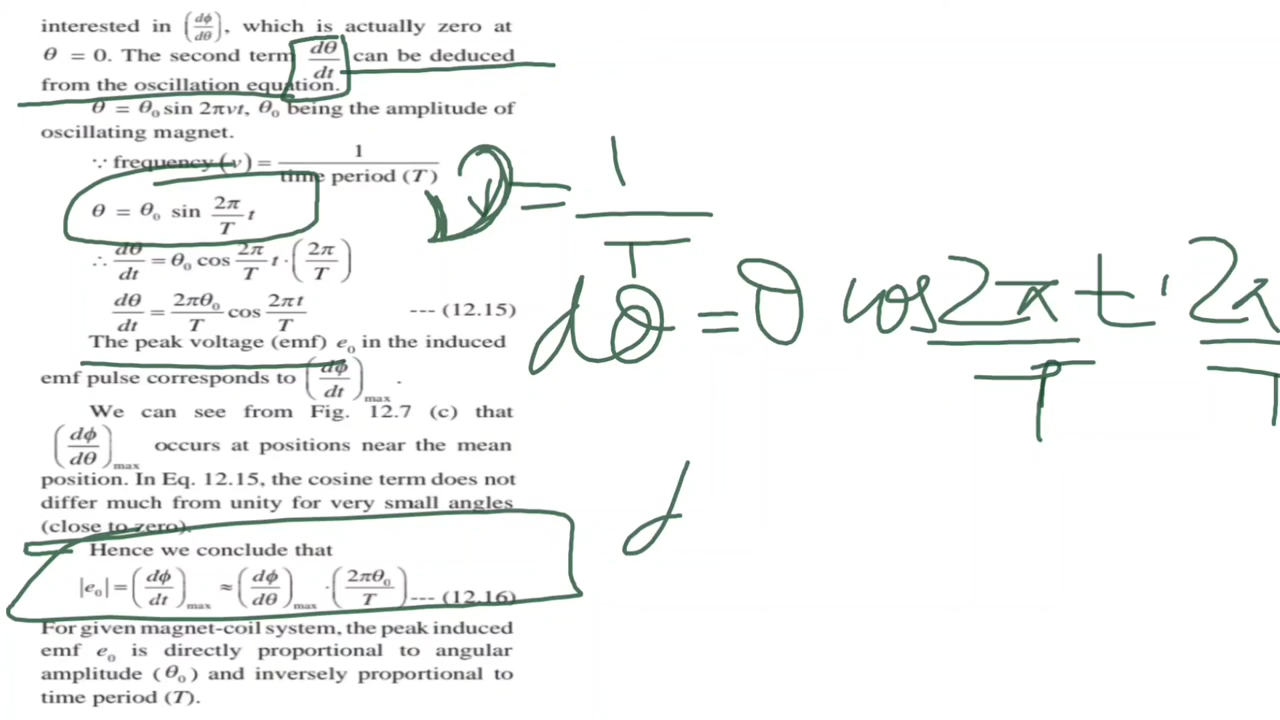 interested in (dϕ/dθ), which is actually zero at
θ = 0. The second term dθ/dt can be deduced
from the oscillation equation.
θ = θ₀ sin 2πνt, θ₀ being the amplitude of
oscillating magnet.
∵ frequency (ν) = 1/time period (T)
θ = θ₀ sin 2π/T t
∴ dθ/dt = θ₀ cos 2π/T t · (2π/T)
dθ/dt = 2πθ₀/T cos 2πt/T --- (12.15)
The peak voltage (emf) e₀ in the induced
emf pulse corresponds to (dϕ/dt)max .
We can see from Fig. 12.7 (c) that
(dϕ/dθ)max occurs at positions near the mean
position. In Eq. 12.15, the cosine term does not
differ much from unity for very small angles
(close to zero).
Hence we conclude that
|e₀| = (dϕ/dt)max ≈ (dϕ/dθ)max · (2πθ₀/T) --- (12.16)
For given magnet-coil system, the peak induced
emf e₀ is directly proportional to angular
amplitude (θ₀) and inversely proportional to
time period (T).
ν = 1/T
dθ = θ cos 2π/T t · 2π/T
d